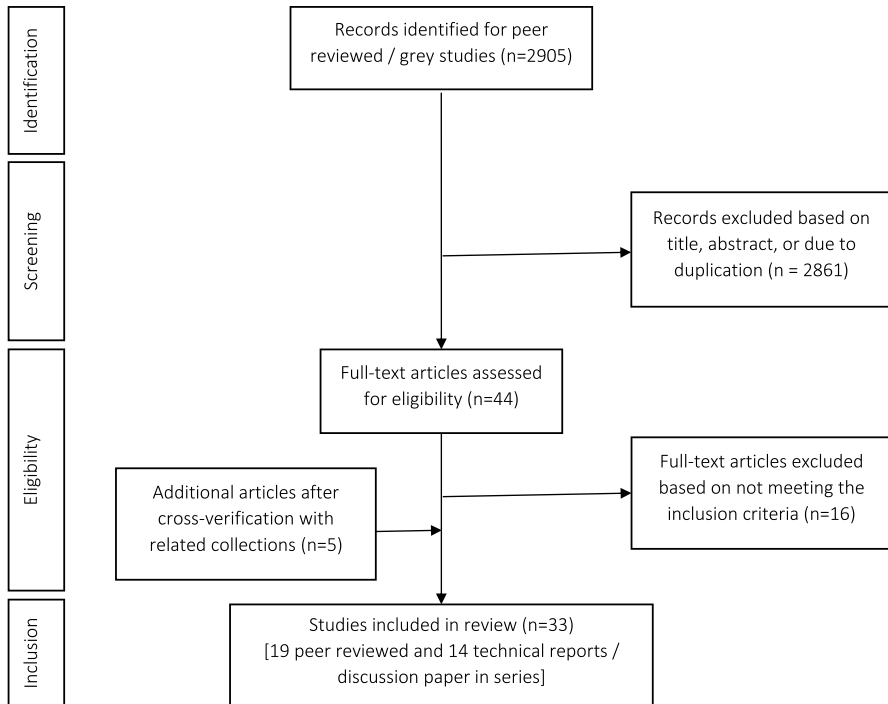 Identification
Records identified for peer
reviewed / grey studies (n=2905)
Screening
Records excluded based on
title, abstract, or due to
duplication (n = 2861)
Eligibility
Full-text articles assessed
for eligibility (n=44)
Full-text articles excluded
based on not meeting the
inclusion criteria (n=16)
Additional articles after
cross-verification with
related collections (n=5)
Inclusion
Studies included in review (n=33)
[19 peer reviewed and 14 technical reports /
discussion paper in series]